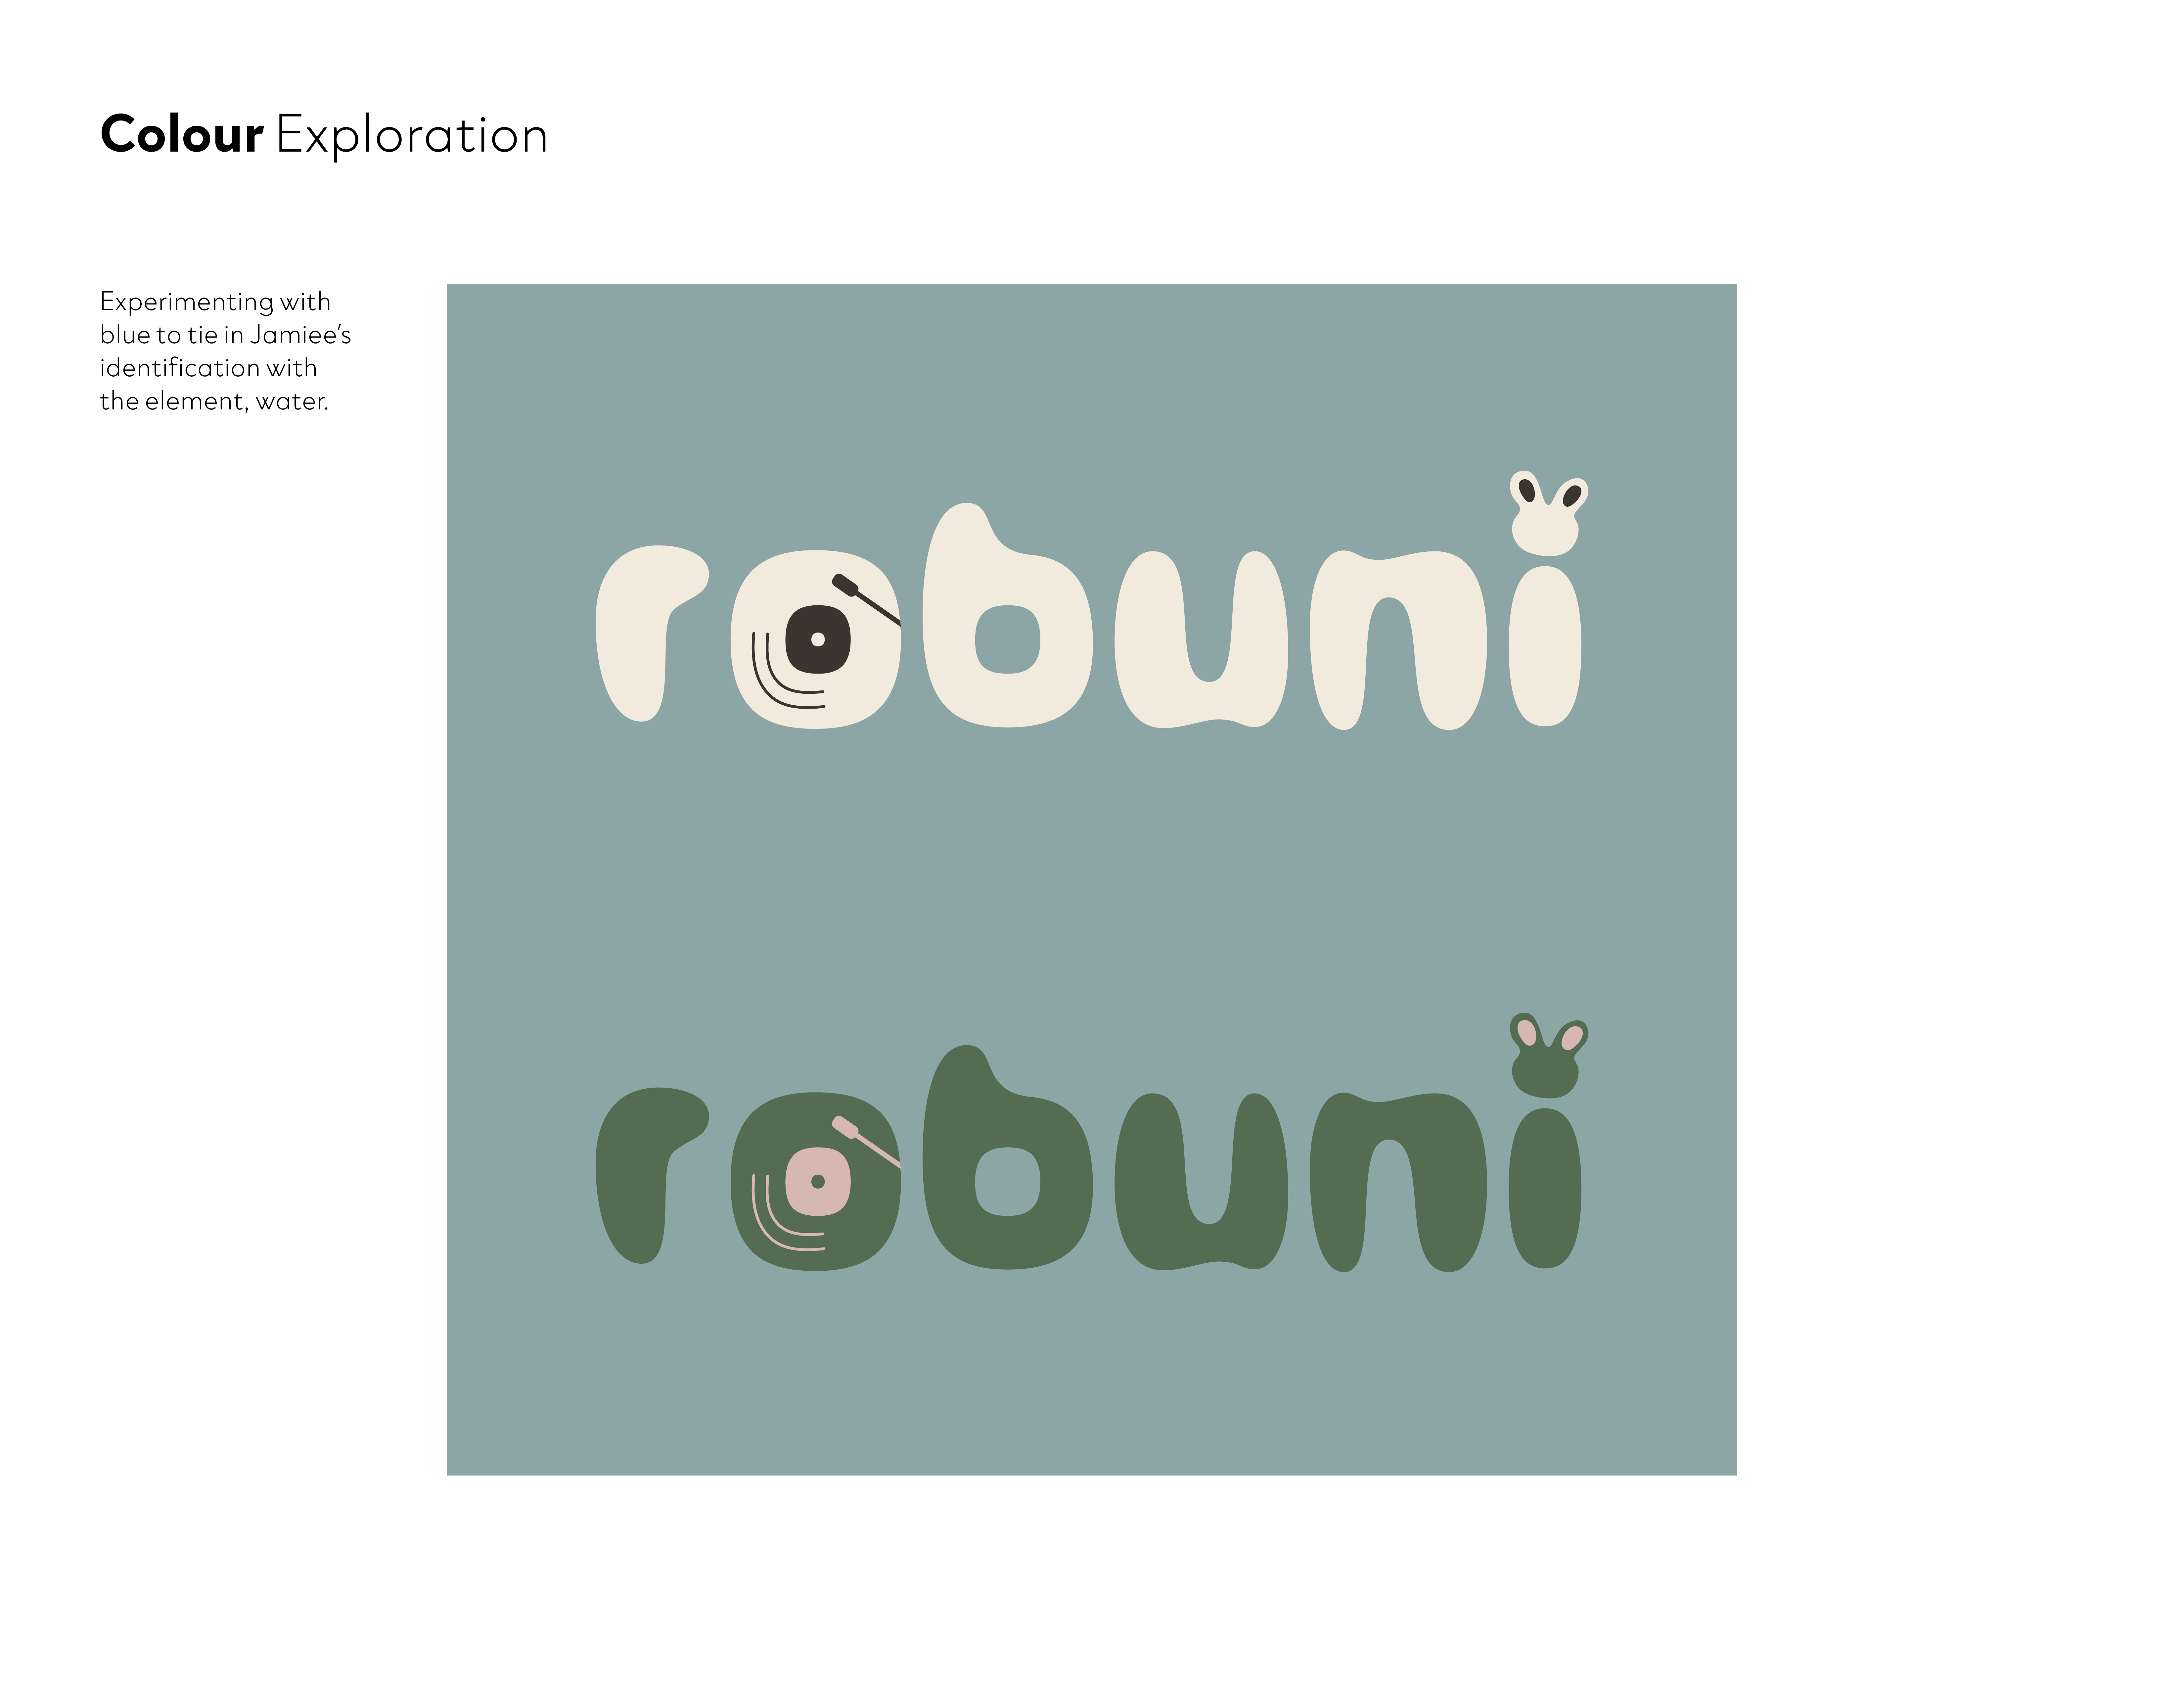 Colour Exploration
Experimenting with
blue to tie in Jamiee's
identification with
the element, water.
robuni
robuni